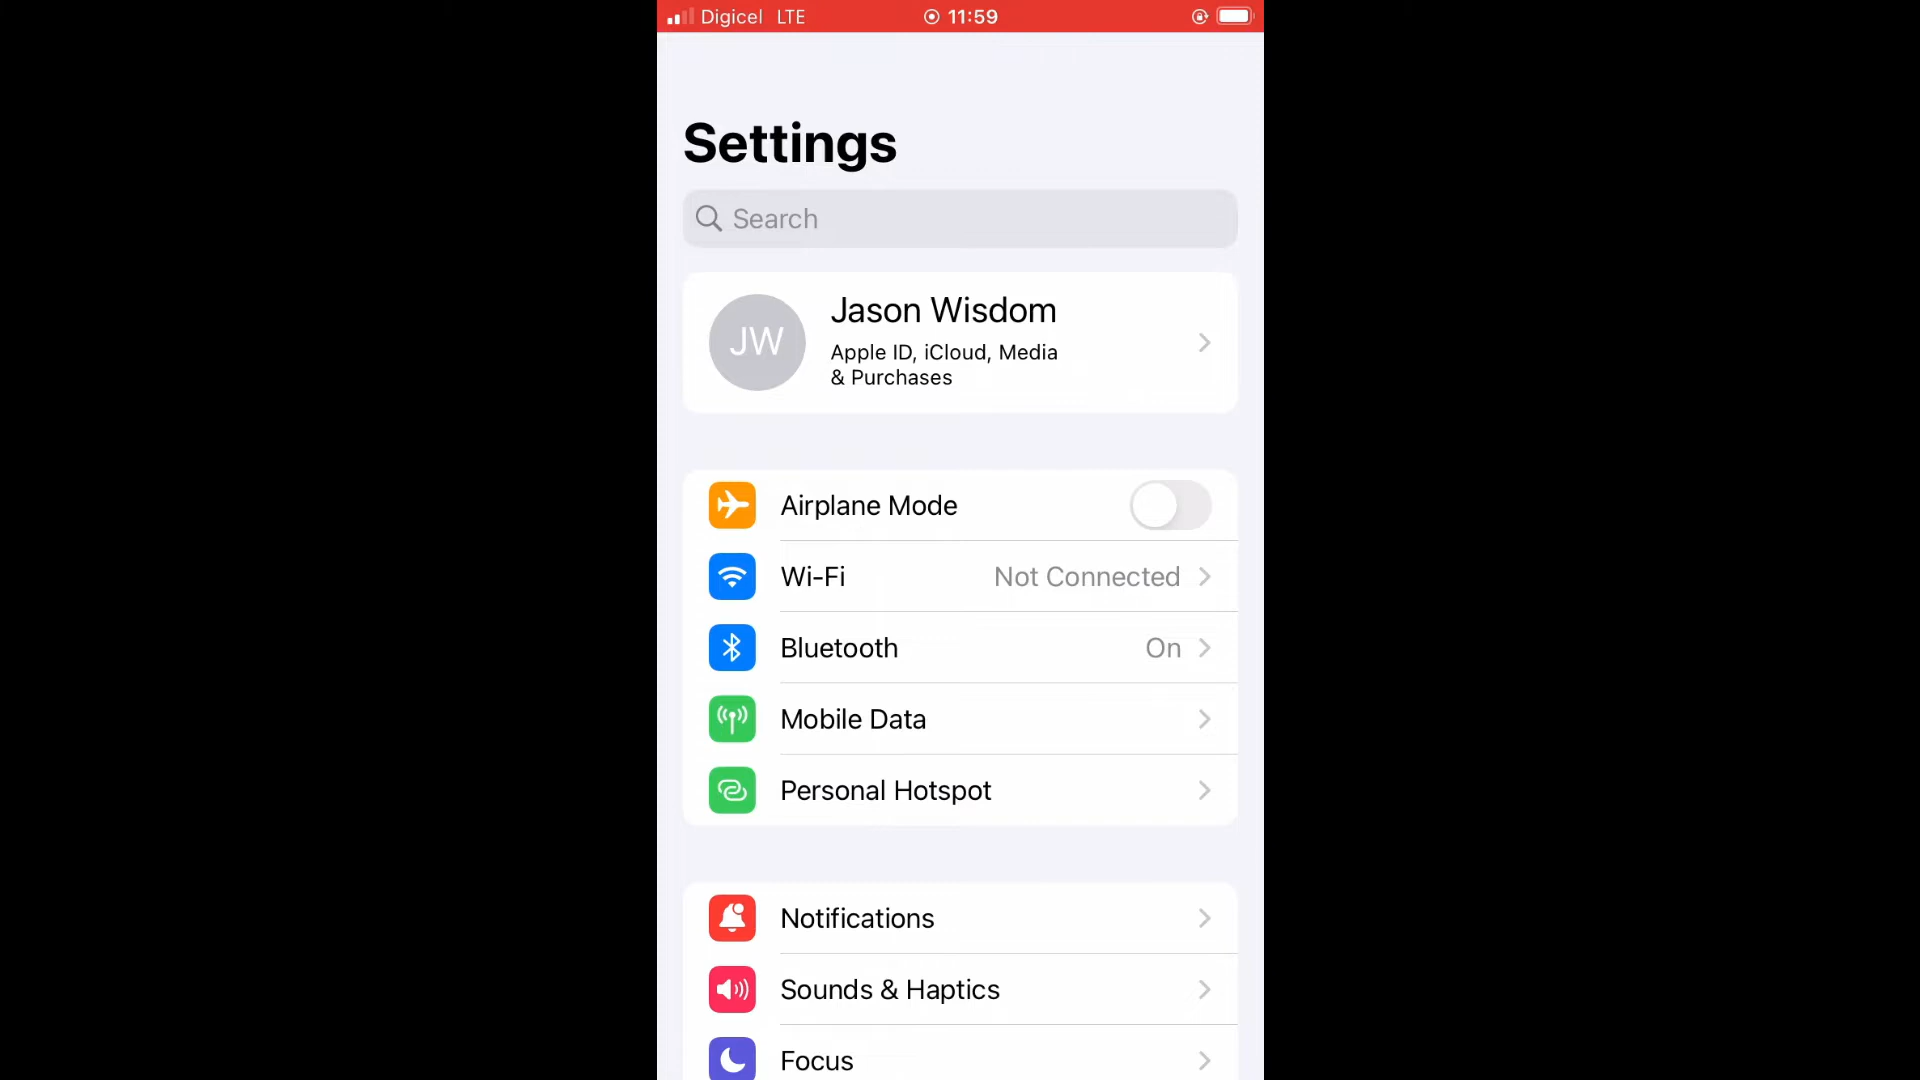 Digicel LTE 11:59
Settings
Search
JW
Jason Wisdom
Apple ID, iCloud, Media
& Purchases
Airplane Mode
Wi-Fi Not Connected
Bluetooth On
Mobile Data
Personal Hotspot
Notifications
Sounds & Haptics
Focus